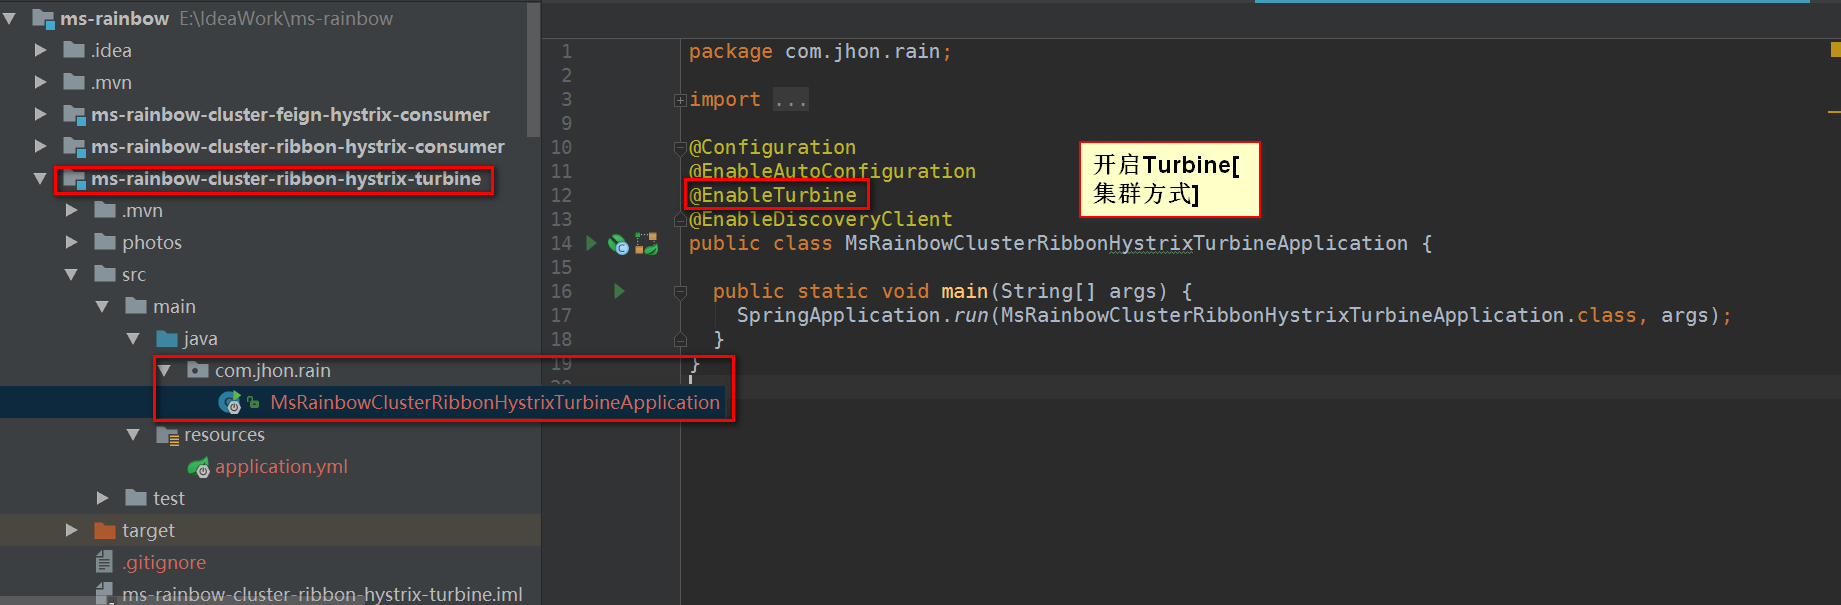 ms-rainbow E:\IdeaWork\ms-rainbow
.idea
.mvn
ms-rainbow-cluster-feign-hystrix-consumer
ms-rainbow-cluster-ribbon-hystrix-consumer
ms-rainbow-cluster-ribbon-hystrix-turbine
.mvn
photos
src
main
java
com.jhon.rain
MsRainbowClusterRibbonHystrixTurbineApplication
resources
application.yml
test
target
.gitignore
ms-rainbow-cluster-ribbon-hystrix-turbine.iml
1 package com.jhon.rain;
2
3 import ...
9
10 @Configuration
11 @EnableAutoConfiguration
12 @EnableTurbine
13 @EnableDiscoveryClient
14 public class MsRainbowClusterRibbonHystrixTurbineApplication {
15
16 public static void main(String[] args) {
17 SpringApplication.run(MsRainbowClusterRibbonHystrixTurbineApplication.class, args);
18 }
19 }
20
开启Turbine[
集群方式]